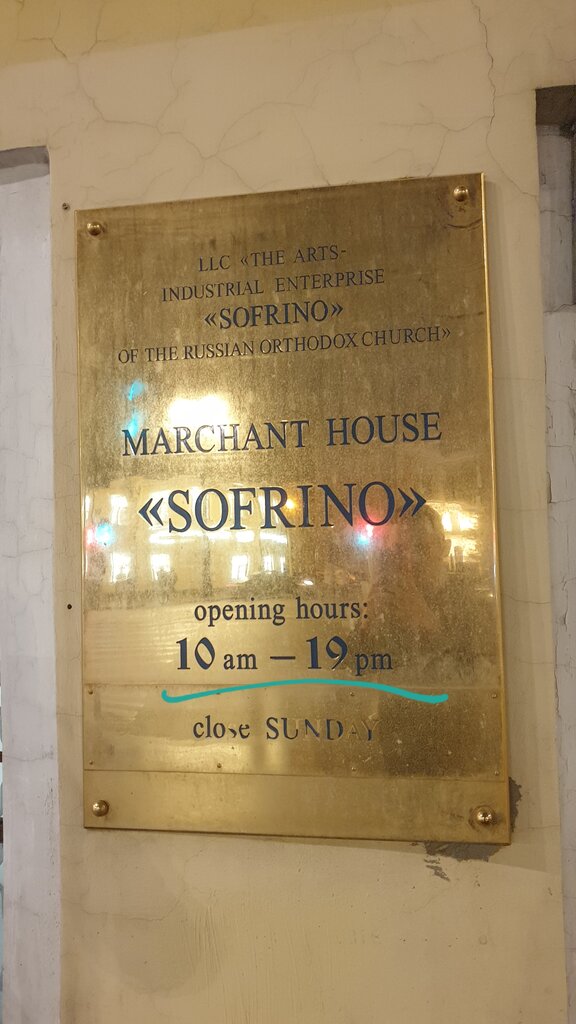 LLC «THE ARTS-
INDUSTRIAL ENTERPRISE
«SOFRINO»
OF THE RUSSIAN ORTHODOX CHURCH»
MARCHANT HOUSE
«SOFRINO»
opening hours:
10 am – 19 pm
close SUNDAY